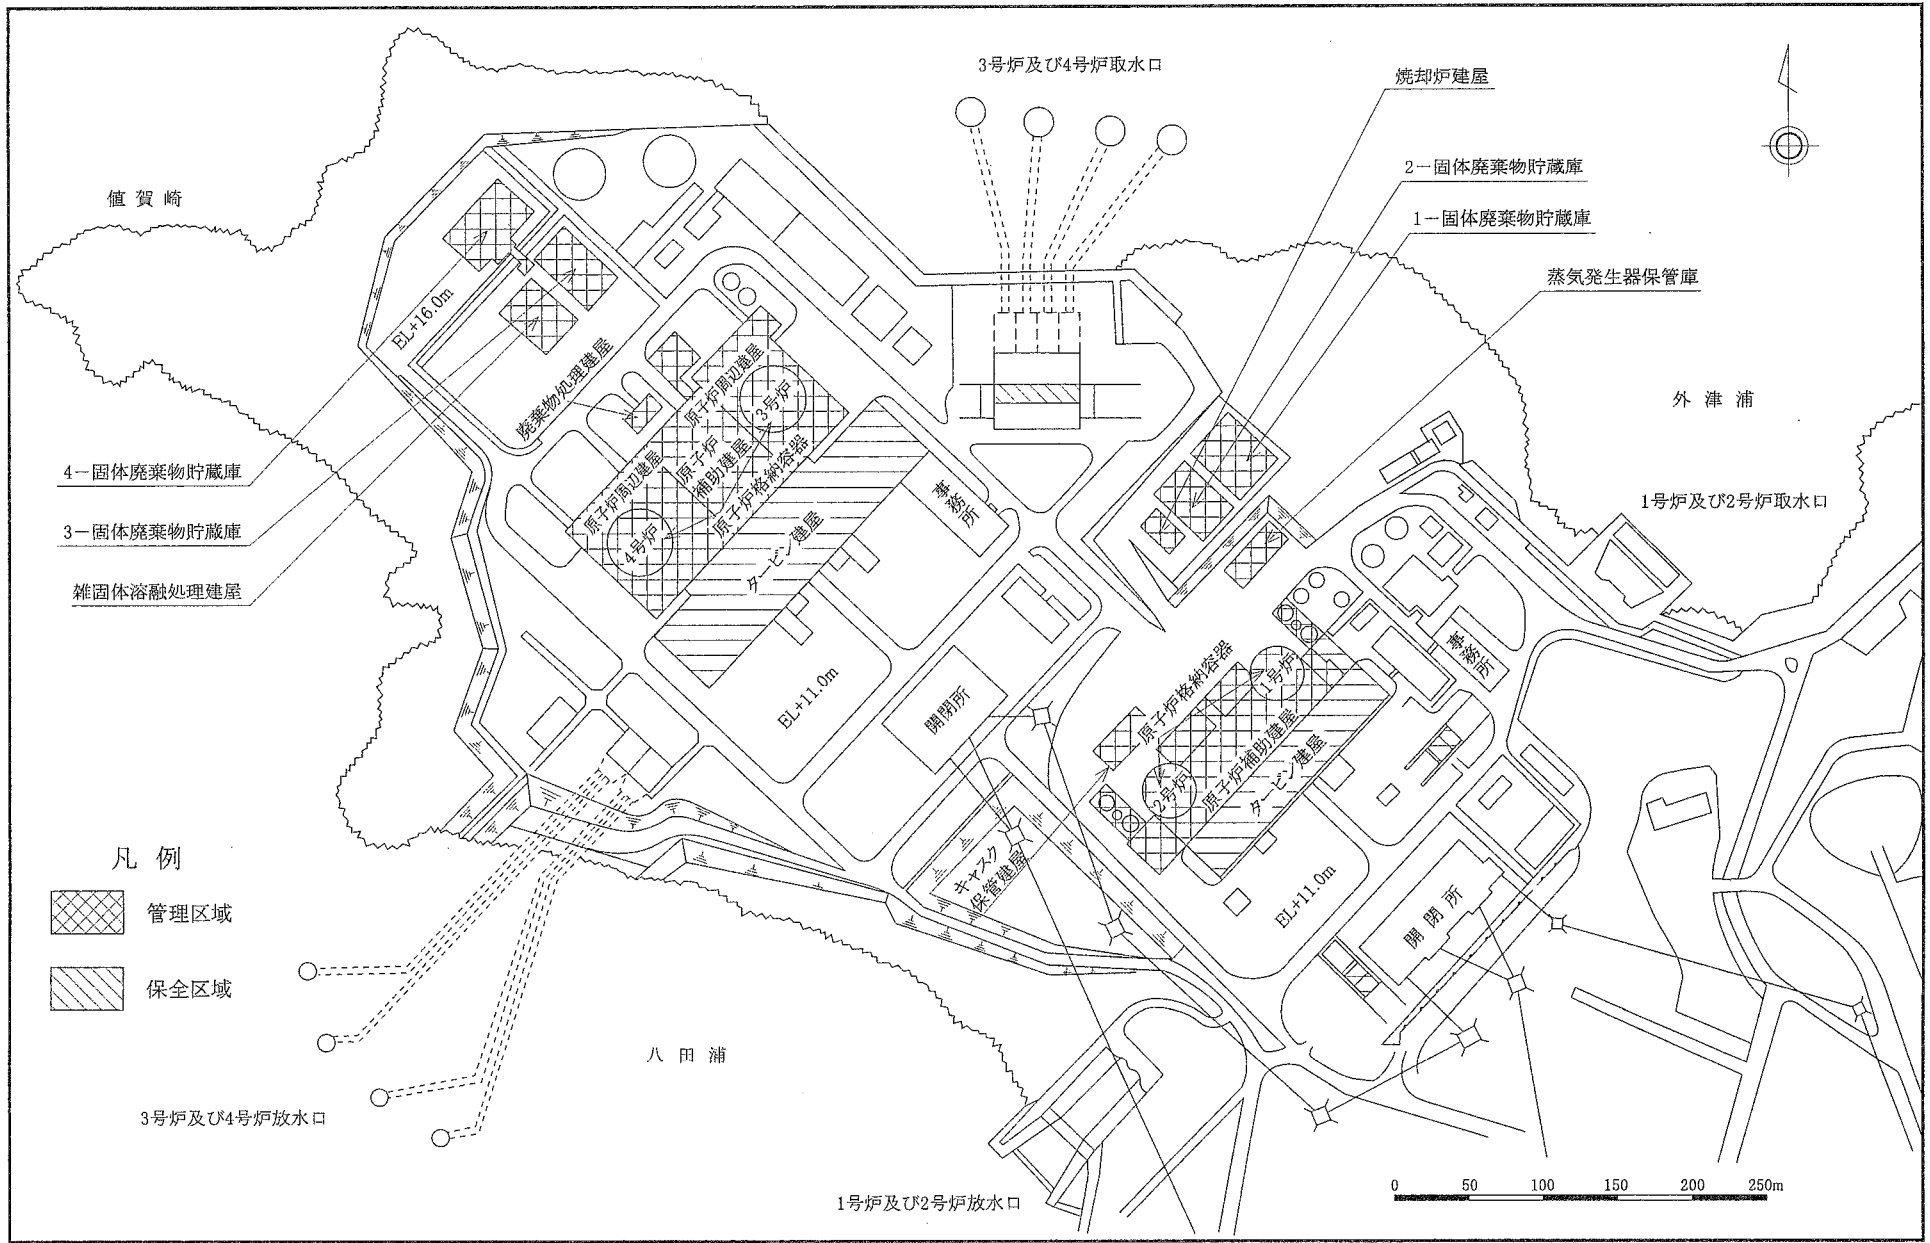 3号炉及び4号炉取水口
焼却炉建屋
2-固体廃棄物貯蔵庫
1-固体廃棄物貯蔵庫
蒸気発生器保管庫
値賀崎
外津浦
1号炉及び2号炉取水口
EL+16.0m
廃棄物処理建屋
原子炉周辺建屋
3号炉
原子炉
補助建屋
原子炉格納容器
原子炉周辺建屋
4号炉
タービン建屋
事務所
4-固体廃棄物貯蔵庫
3-固体廃棄物貯蔵庫
雑固体溶融処理建屋
EL+11.0m
開閉所
原子炉格納容器
1号炉
2号炉
原子炉補助建屋
タービン建屋
事務所
キャスク
保管建屋
EL+11.0m
開閉所
凡例
管理区域
保全区域
八田浦
3号炉及び4号炉放水口
1号炉及び2号炉放水口
0 50 100 150 200 250m